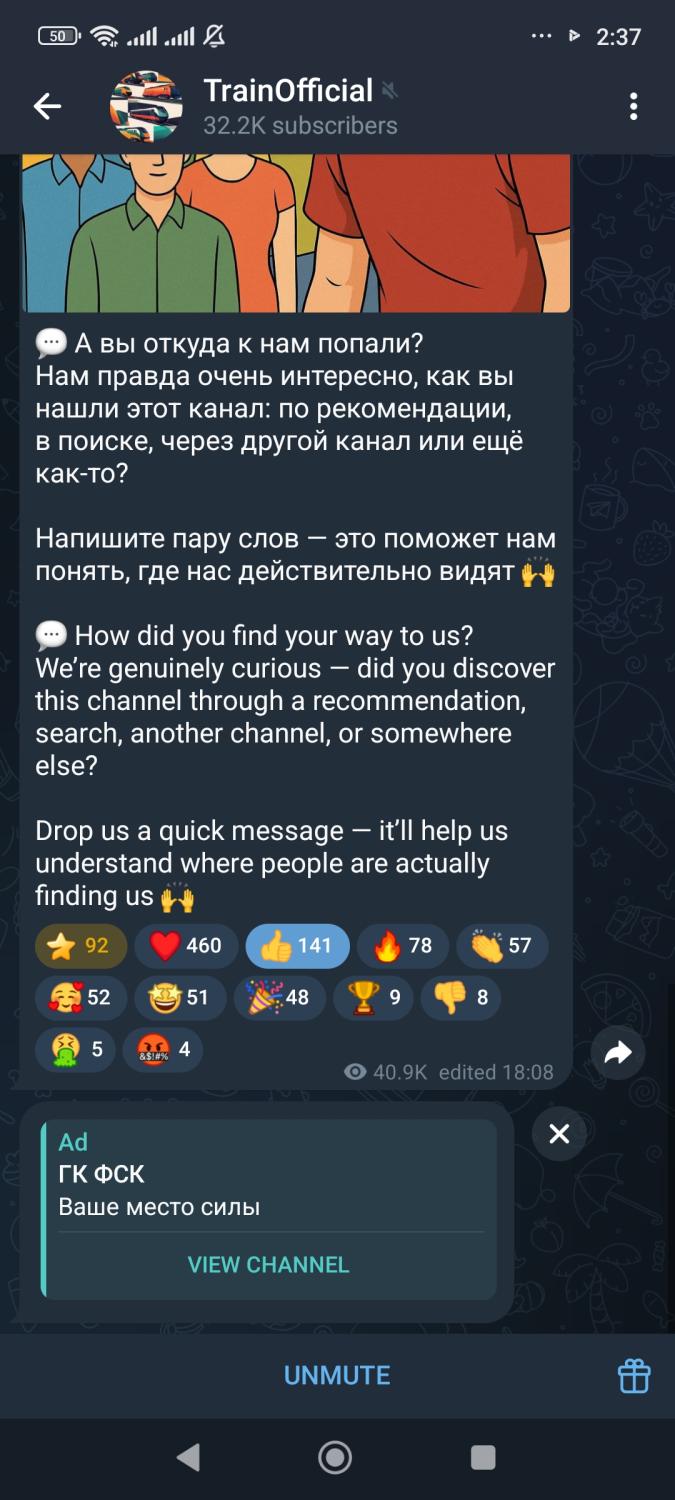 50
2:37
TrainOfficial
32.2K subscribers
А вы откуда к нам попали?
Нам правда очень интересно, как вы
нашли этот канал: по рекомендации,
в поиске, через другой канал или ещё
как-то?
Напишите пару слов — это поможет нам
понять, где нас действительно видят 🙌
💬 How did you find your way to us?
We’re genuinely curious — did you discover
this channel through a recommendation,
search, another channel, or somewhere
else?
Drop us a quick message — it’ll help us
understand where people are actually
finding us 🙌
⭐ 92 ❤️ 460 👍 141 🔥 78 👏 57
🥰 52 🤩 51 🎉 48 🏆 9 👎 8
🤮 5 🤬 4
40.9K edited 18:08
Ad
ГК ФСК
Ваше место силы
VIEW CHANNEL
UNMUTE